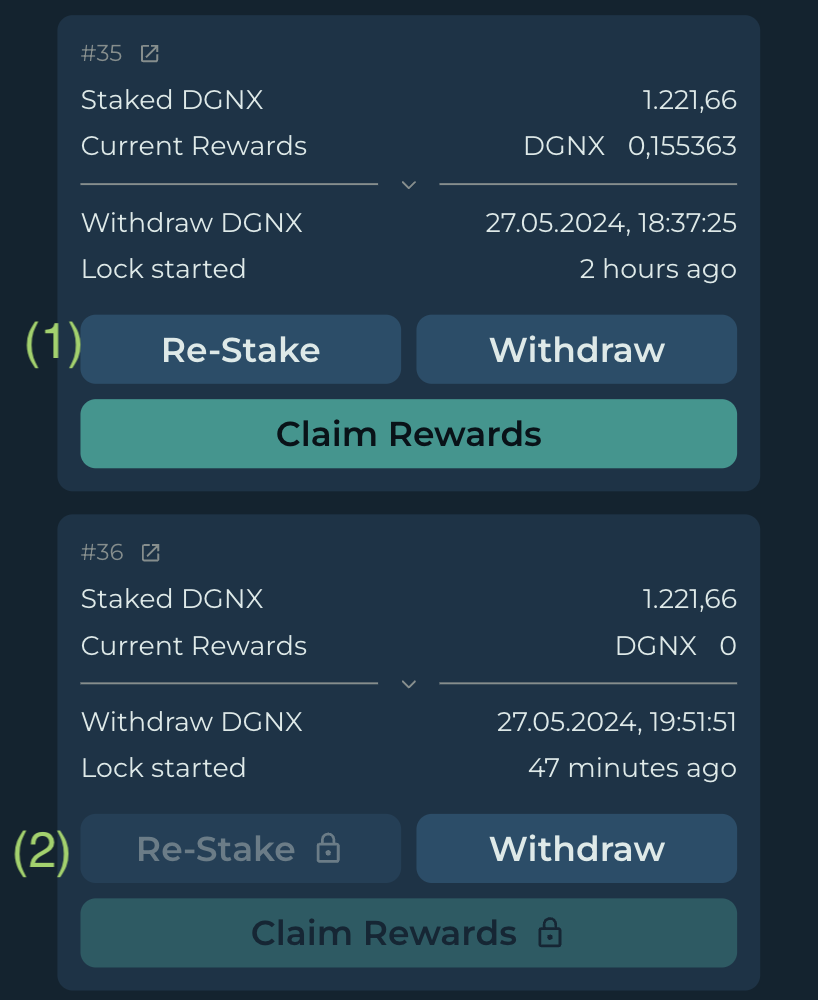 #35
Staked DGNX 1.221,66
Current Rewards DGNX 0,155363
Withdraw DGNX 27.05.2024, 18:37:25
Lock started 2 hours ago
(1) Re-Stake Withdraw
Claim Rewards
#36
Staked DGNX 1.221,66
Current Rewards DGNX 0
Withdraw DGNX 27.05.2024, 19:51:51
Lock started 47 minutes ago
(2) Re-Stake Withdraw
Claim Rewards